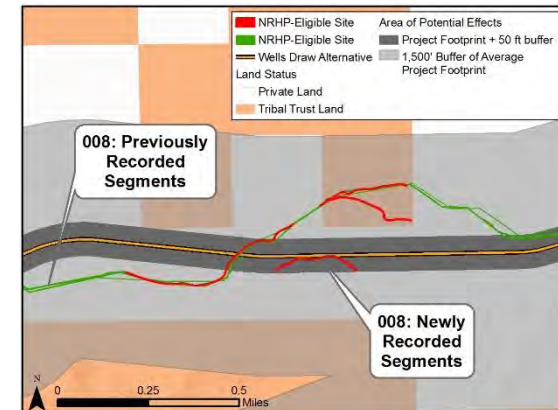 NRHP-Eligible Site
NRHP-Eligible Site
Wells Draw Alternative
Land Status
Private Land
Tribal Trust Land
Area of Potential Effects
Project Footprint + 50 ft buffer
1,500' Buffer of Average
Project Footprint
008: Previously
Recorded
Segments
008: Newly
Recorded
Segments
N
0 0.25 0.5
Miles